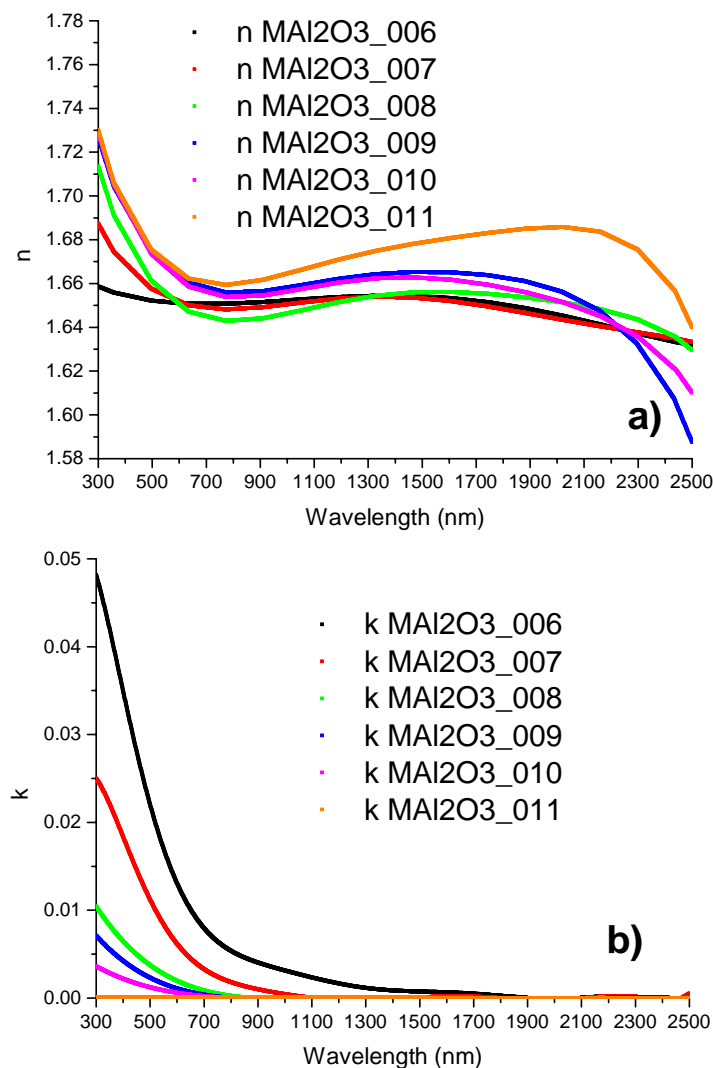 1.78
1.76
1.74
1.72
1.70
1.68
1.66
1.64
1.62
1.60
1.58
n
n MAl2O3_006
n MAl2O3_007
n MAl2O3_008
n MAl2O3_009
n MAl2O3_010
n MAl2O3_011
a)
300 500 700 900 1100 1300 1500 1700 1900 2100 2300 2500
Wavelength (nm)
0.05
0.04
0.03
0.02
0.01
0.00
k
k MAl2O3_006
k MAl2O3_007
k MAl2O3_008
k MAl2O3_009
k MAl2O3_010
k MAl2O3_011
b)
300 500 700 900 1100 1300 1500 1700 1900 2100 2300 2500
Wavelength (nm)